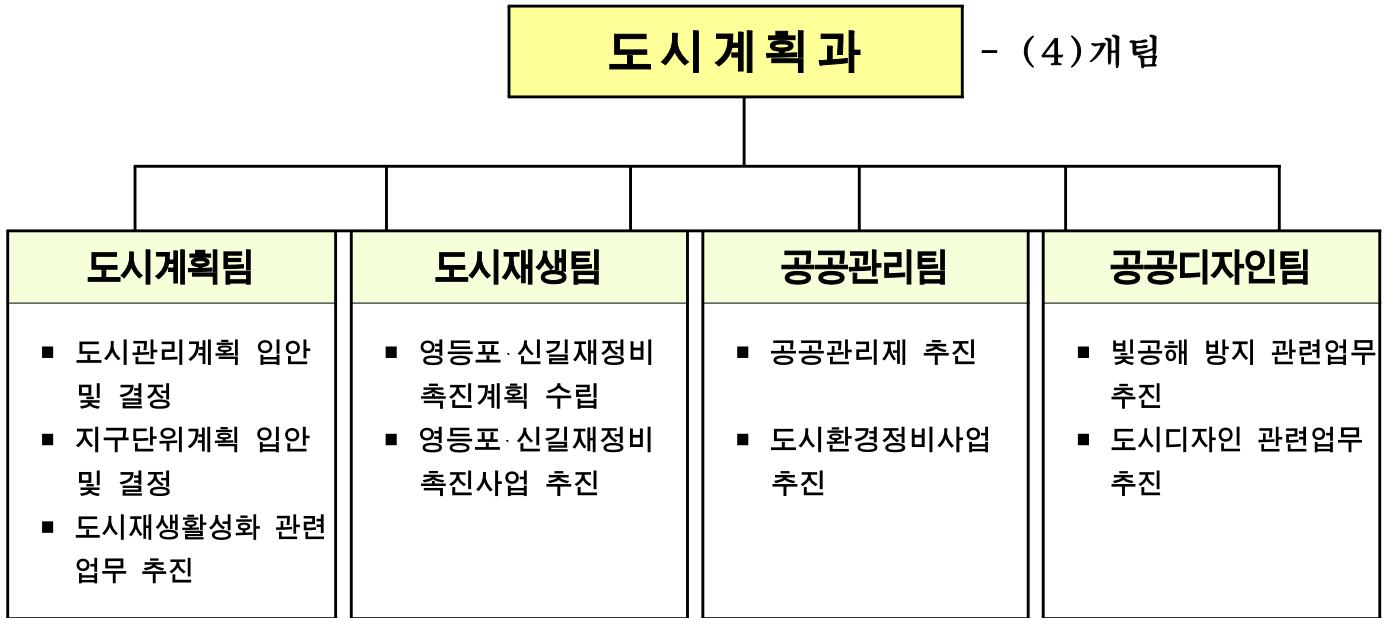 도시계획과 - (4)개팀
도시계획팀
▪ 도시관리계획 입안
및 결정
▪ 지구단위계획 입안
및 결정
▪ 도시재생활성화 관련
업무 추진
도시재생팀
▪ 영등포·신길재정비
촉진계획 수립
▪ 영등포·신길재정비
촉진사업 추진
공공관리팀
▪ 공공관리제 추진
▪ 도시환경정비사업
추진
공공디자인팀
▪ 빛공해 방지 관련업무
추진
▪ 도시디자인 관련업무
추진